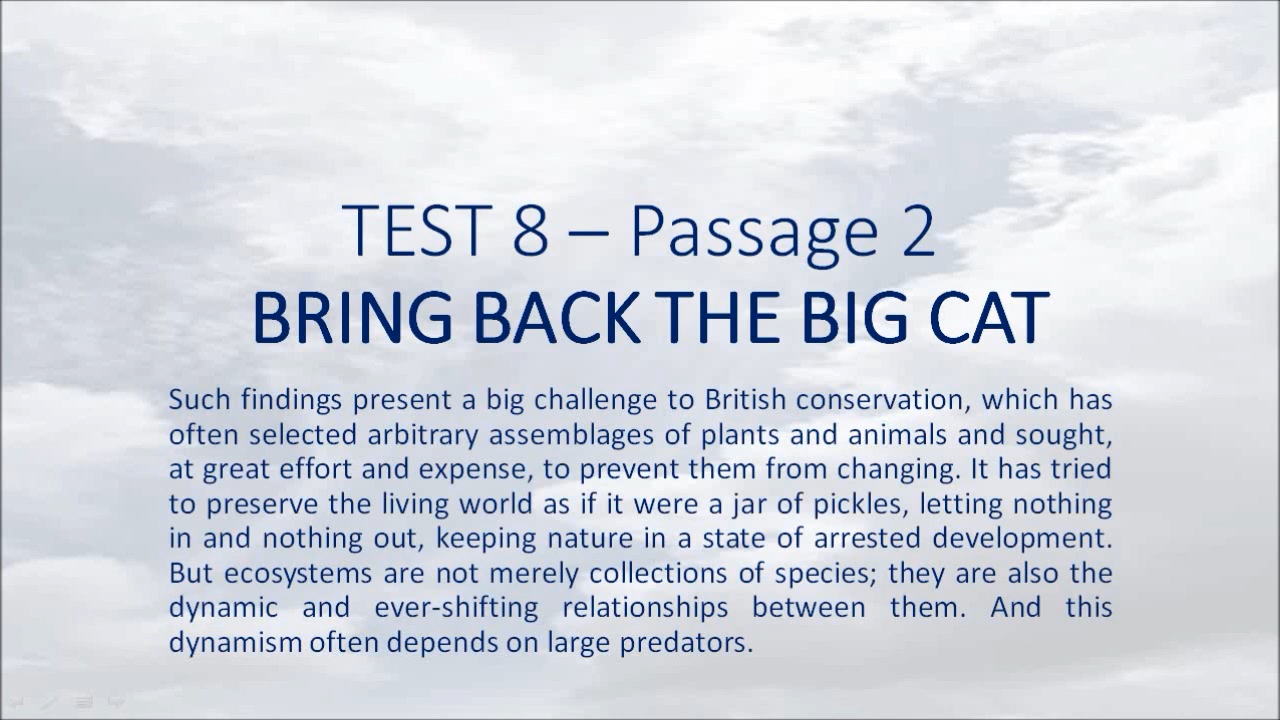 TEST 8 – Passage 2
BRING BACK THE BIG CAT
Such findings present a big challenge to British conservation, which has
often selected arbitrary assemblages of plants and animals and sought,
at great effort and expense, to prevent them from changing. It has tried
to preserve the living world as if it were a jar of pickles, letting nothing
in and nothing out, keeping nature in a state of arrested development.
But ecosystems are not merely collections of species; they are also the
dynamic and ever-shifting relationships between them. And this
dynamism often depends on large predators.